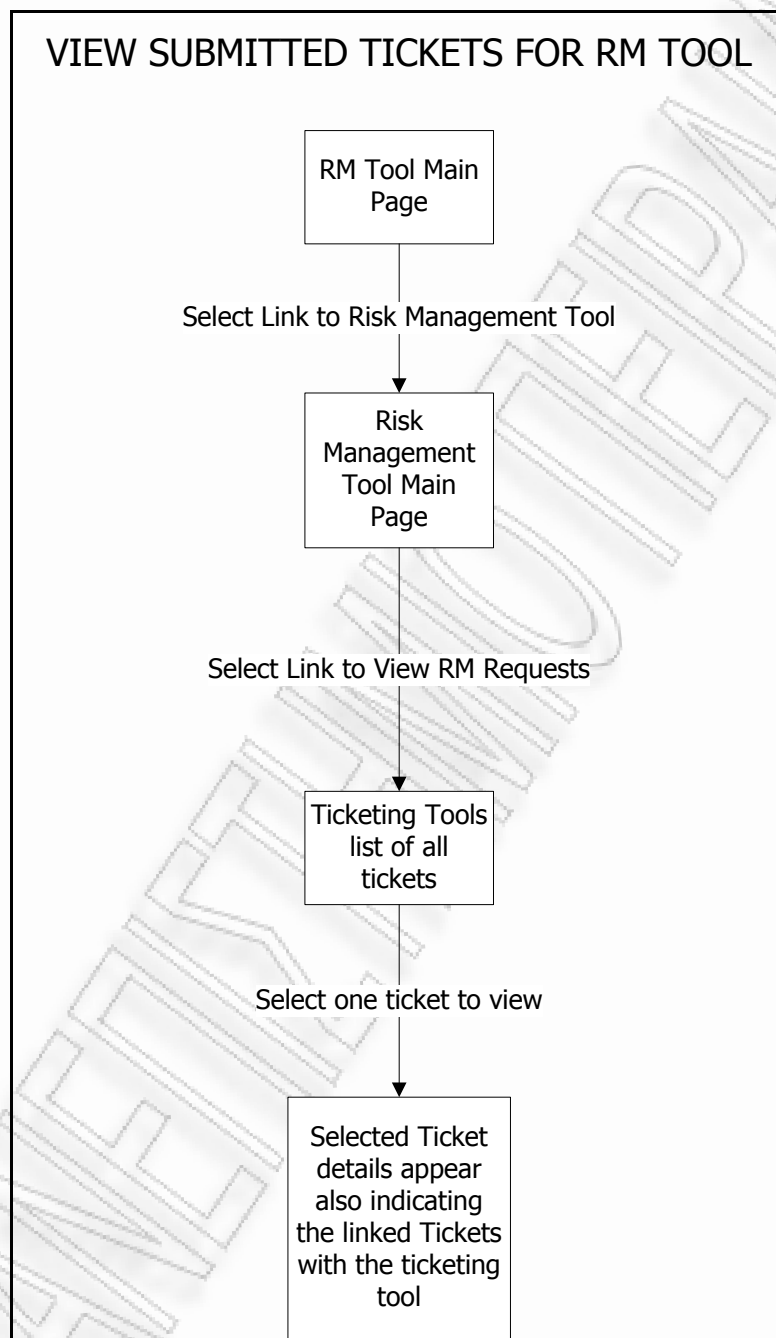 VIEW SUBMITTED TICKETS FOR RM TOOL
RM Tool Main
Page
Select Link to Risk Management Tool
Risk
Management
Tool Main
Page
Select Link to View RM Requests
Ticketing Tools
list of all
tickets
Select one ticket to view
Selected Ticket
details appear
also indicating
the linked Tickets
with the ticketing
tool